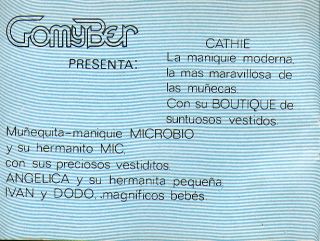 GomyBer
PRESENTA:
CATHIE
La maniquie moderna,
la mas maravillosa de
las muñecas.
Con su BOUTIQUE de
suntuosos vestidos.
Muñequita-maniquie MICROBIO
y su hermanito MIC,
con sus preciosos vestiditos.
ANGELICA y su hermanita pequeña.
IVAN y DODO, magníficos bebés.